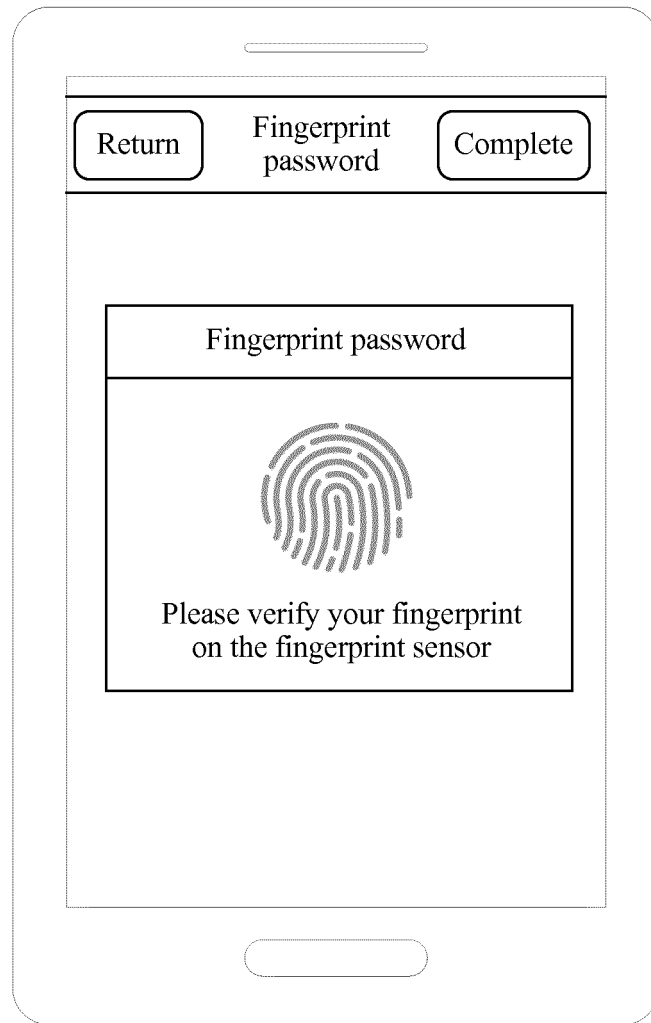 Return
Fingerprint
password
Complete
Fingerprint password
Please verify your fingerprint
on the fingerprint sensor